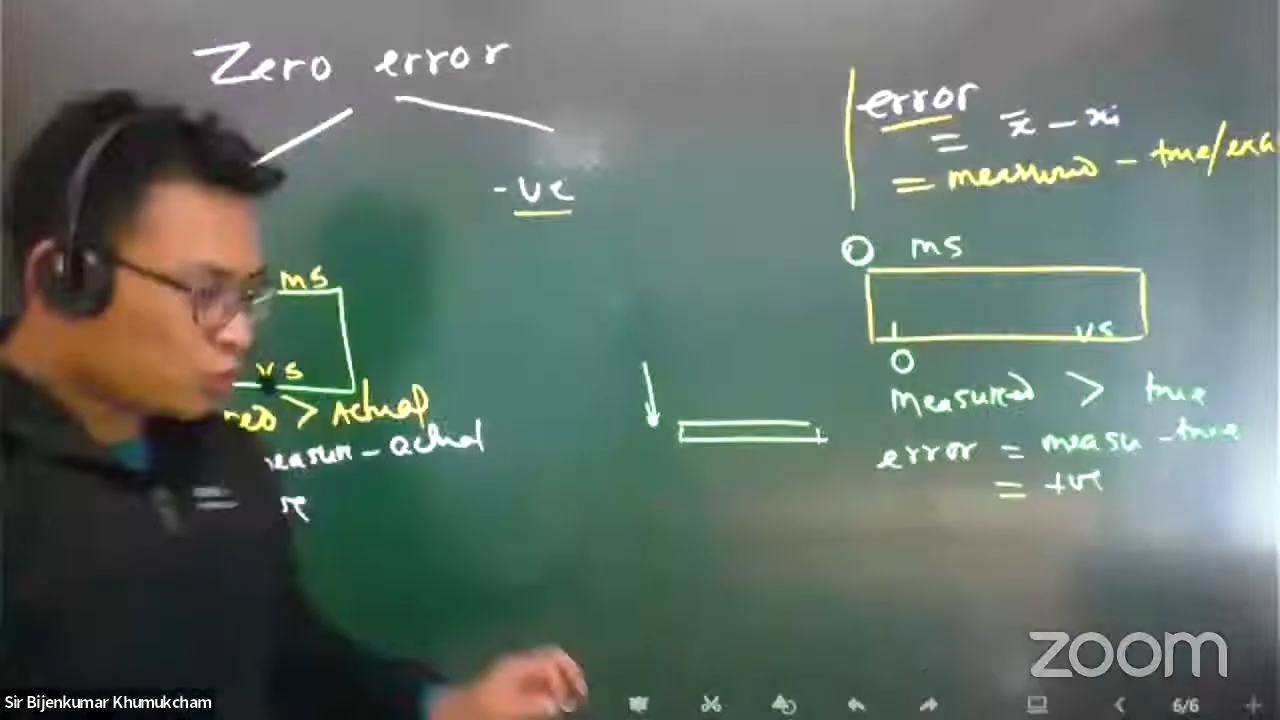 Zero error
-ve
ms
vs
> Actual
measure - actual
error
= x̄ - xi
= measured - true/exa
0 ms
vs
0
Measured > true
error = measu - true
= +ve
zoom
Sir Bijenkumar Khumukcham
6/6